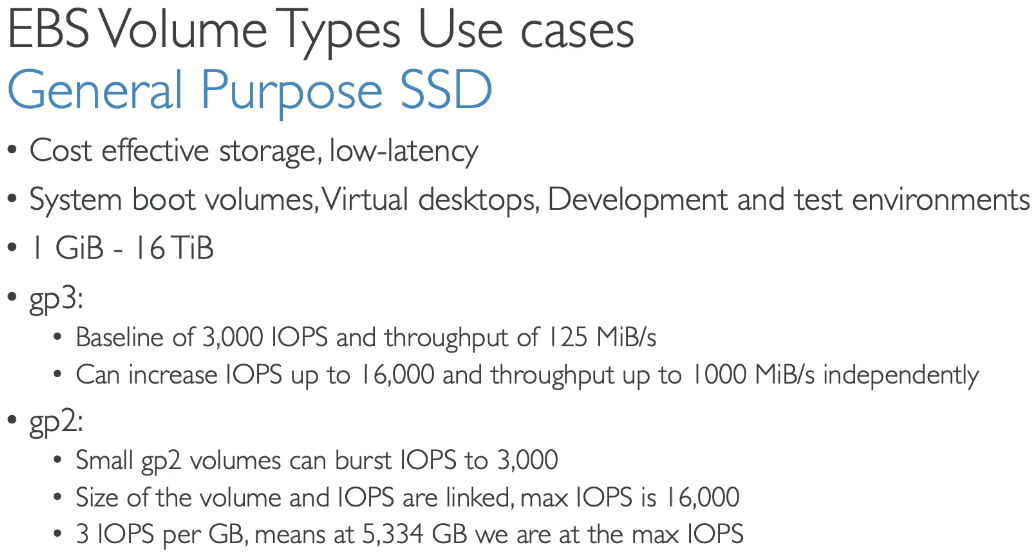 EBS Volume Types Use cases
General Purpose SSD
• Cost effective storage, low-latency
• System boot volumes, Virtual desktops, Development and test environments
• 1 GiB - 16 TiB
• gp3:
• Baseline of 3,000 IOPS and throughput of 125 MiB/s
• Can increase IOPS up to 16,000 and throughput up to 1000 MiB/s independently
• gp2:
• Small gp2 volumes can burst IOPS to 3,000
• Size of the volume and IOPS are linked, max IOPS is 16,000
• 3 IOPS per GB, means at 5,334 GB we are at the max IOPS